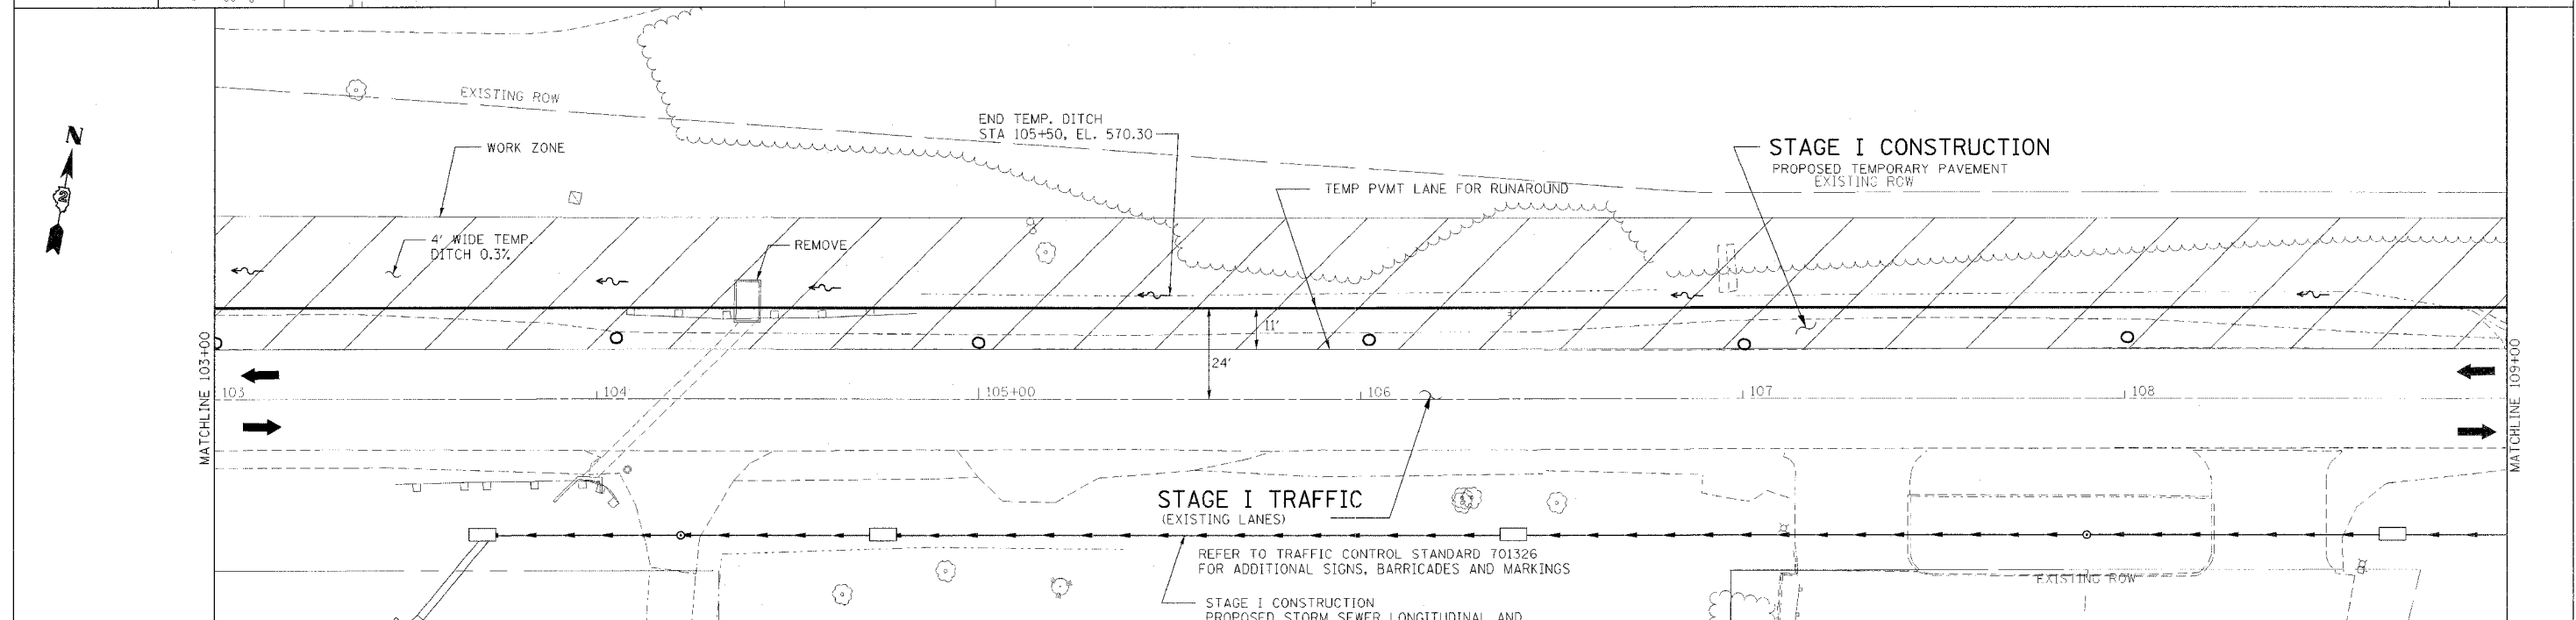 EXISTING ROW
END TEMP. DITCH
STA 105+50, EL. 570.30
N
2
WORK ZONE
STAGE I CONSTRUCTION
PROPOSED TEMPORARY PAVEMENT
EXISTING ROW
TEMP PVMT LANE FOR RUNAROUND
4' WIDE TEMP.
DITCH 0.3%
REMOVE
11'
24'
MATCHLINE 103+00
103
104
105+00
106
107
108
MATCHLINE 109+00
STAGE I TRAFFIC
(EXISTING LANES)
REFER TO TRAFFIC CONTROL STANDARD 701326
FOR ADDITIONAL SIGNS, BARRICADES AND MARKINGS
EXISTING ROW
STAGE I CONSTRUCTION
PROPOSED STORM SEWER LONGITUDINAL AND